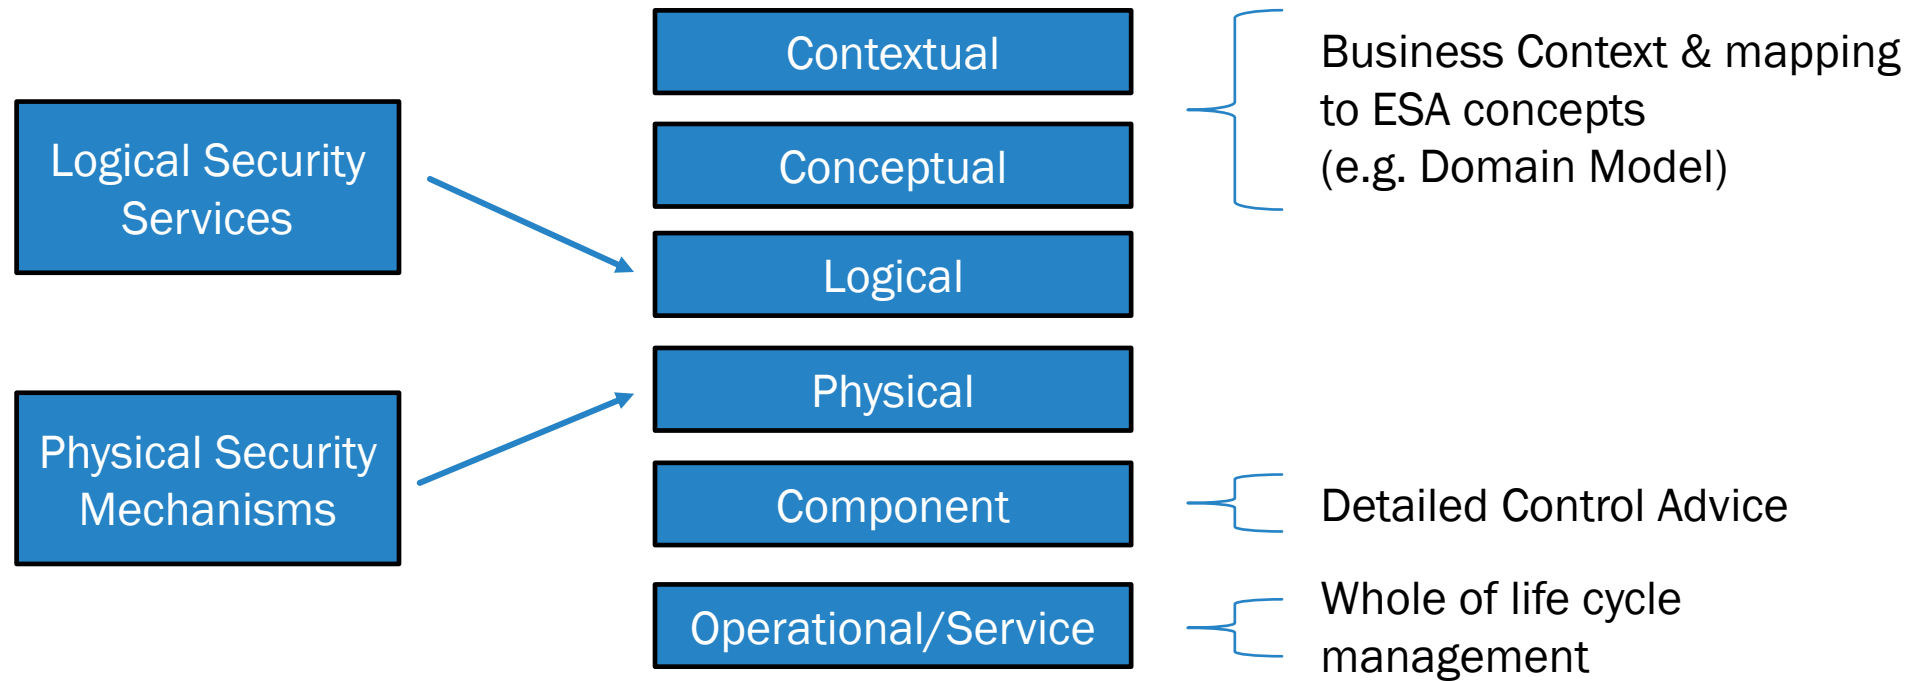 Logical Security
Services
Physical Security
Mechanisms
Contextual
Conceptual
Logical
Physical
Component
Operational/Service
Business Context & mapping
to ESA concepts
(e.g. Domain Model)
Detailed Control Advice
Whole of life cycle
management